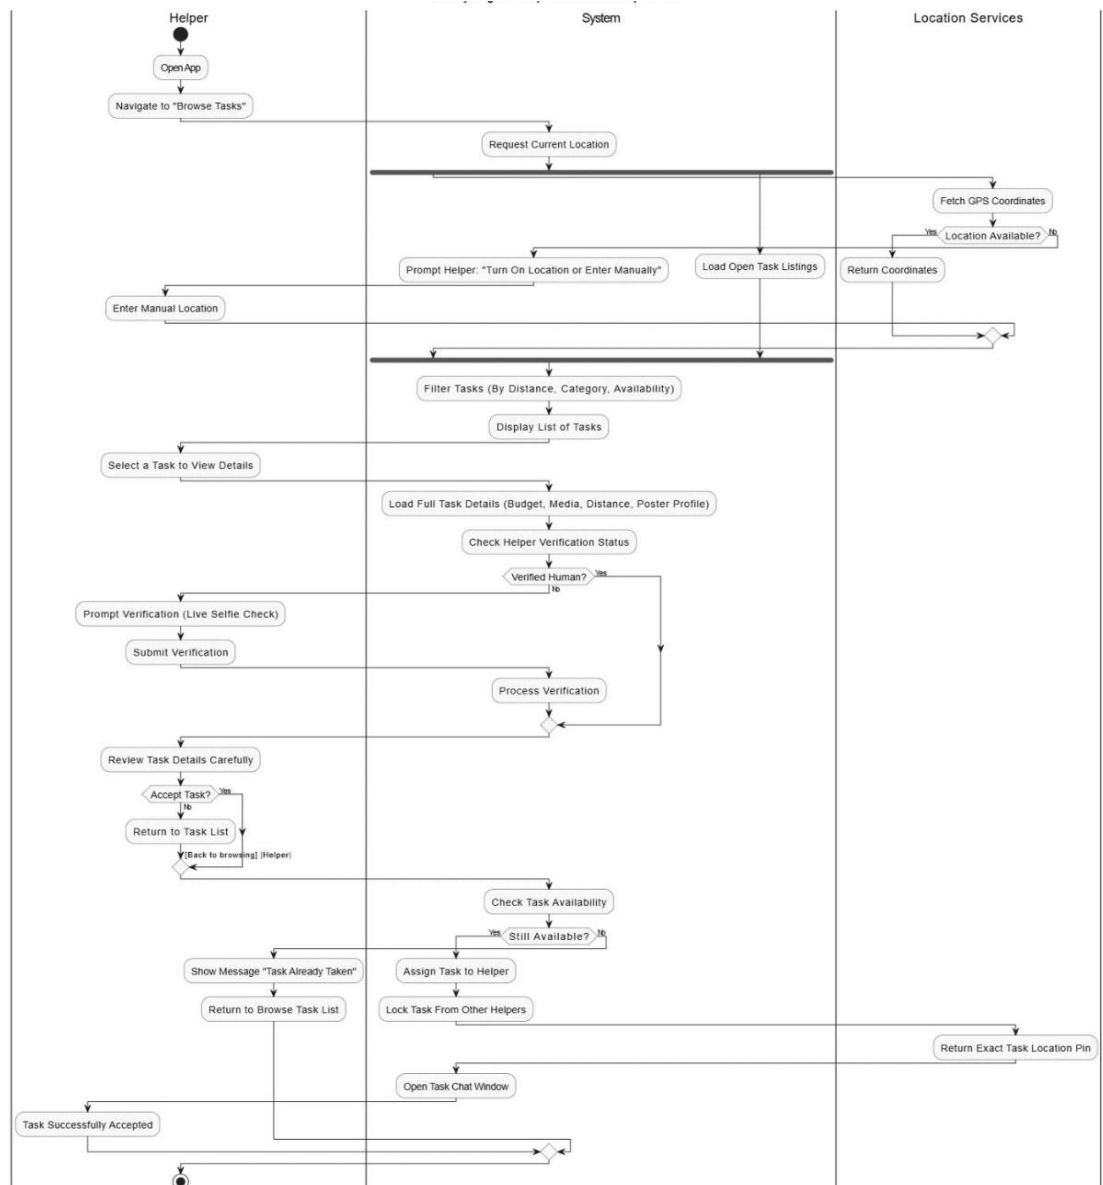 Helper
System
Location Services
Open App
Navigate to "Browse Tasks"
Request Current Location
Fetch GPS Coordinates
Yes
Location Available?
No
Prompt Helper: "Turn On Location or Enter Manually"
Load Open Task Listings
Return Coordinates
Enter Manual Location
Filter Tasks (By Distance, Category, Availability)
Display List of Tasks
Select a Task to View Details
Load Full Task Details (Budget, Media, Distance, Poster Profile)
Check Helper Verification Status
Verified Human?
Yes
No
Prompt Verification (Live Selfie Check)
Submit Verification
Process Verification
Review Task Details Carefully
Accept Task?
Yes
No
Return to Task List
[Back to browsing] |Helper|
Check Task Availability
Yes
Still Available?
No
Show Message "Task Already Taken"
Assign Task to Helper
Return to Browse Task List
Lock Task From Other Helpers
Return Exact Task Location Pin
Open Task Chat Window
Task Successfully Accepted